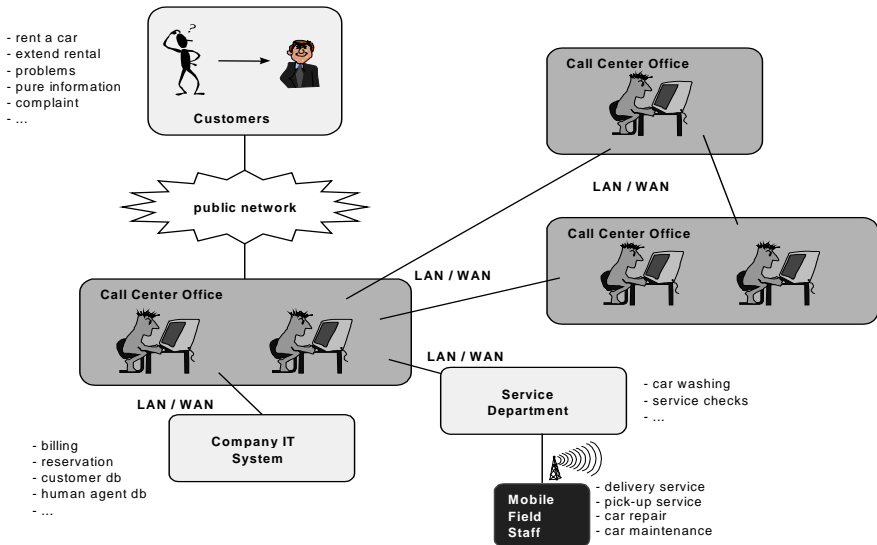 - rent a car
- extend rental
- problems
- pure information
- complaint
- ...
?
Customers
public network
Call Center Office
LAN / WAN
Call Center Office
LAN / WAN
Call Center Office
LAN / WAN
LAN / WAN
Service
Department
- car washing
- service checks
- ...
Company IT
System
- billing
- reservation
- customer db
- human agent db
- ...
Mobile
Field
Staff
- delivery service
- pick-up service
- car repair
- car maintenance